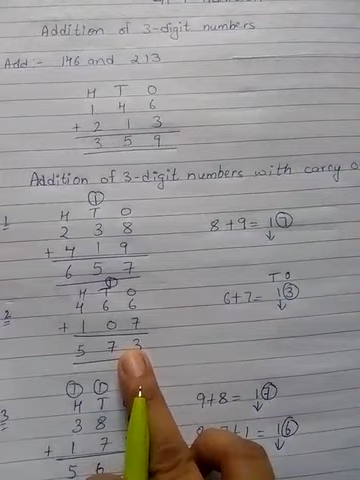 Addition of 3-digit numbers
Add:- 146 and 213
H T O
1 4 6
+ 2 1 3
3 5 9
Addition of 3-digit numbers with carry
1
1
H T O
2 3 8
+ 4 1 9
6 5 7
8+9= 17
2
1
H T O
4 6 6
+ 1 0 7
5 7 3
T O
6+7= 13
3
1 1
H T
3 8
+ 1 7
5 6
9+8= 17
+1= 16